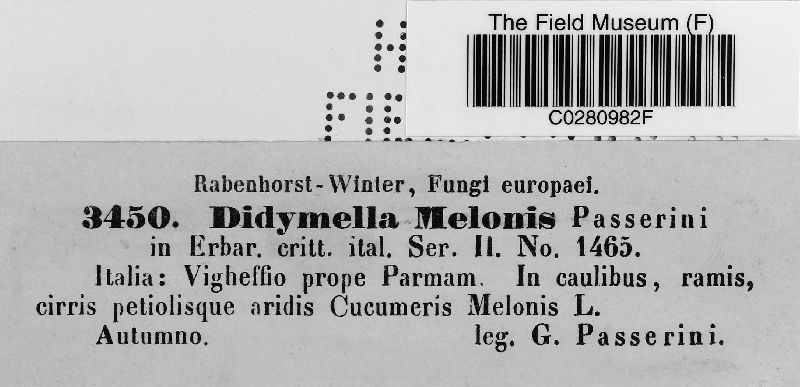 The Field Museum (F)
C0280982F
Rabenhorst-Winter, Fungi europaei.
3450. Didymella Melonis Passerini
in Erbar. critt. ital. Ser. II. No. 1465.
Italia: Vigheffio prope Parmam. In caulibus, ramis,
cirris petiolisque aridis Cucumeris Melonis L.
Autumno. leg. G. Passerini.